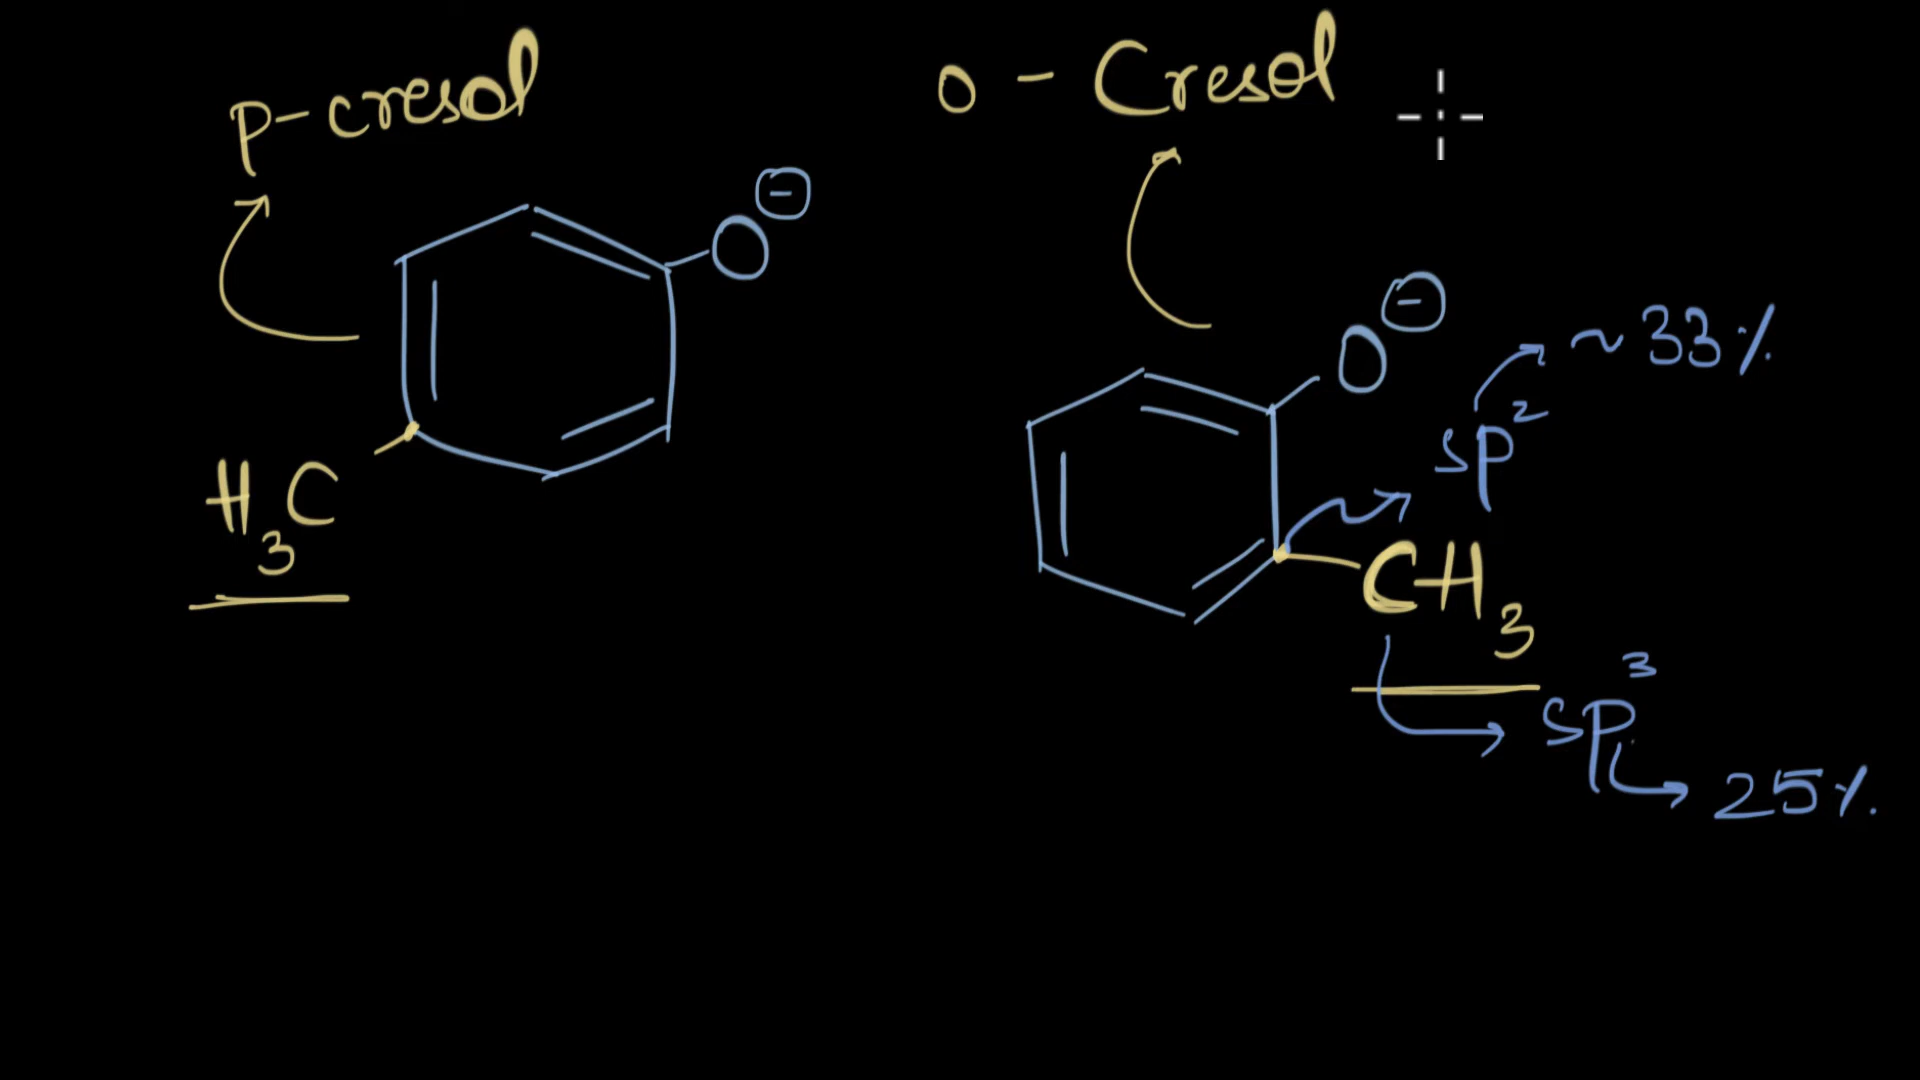 p-cresol
O
-
H3C
o - Cresol
O
-
~ 33%
sp²
CH3
sp³
25%